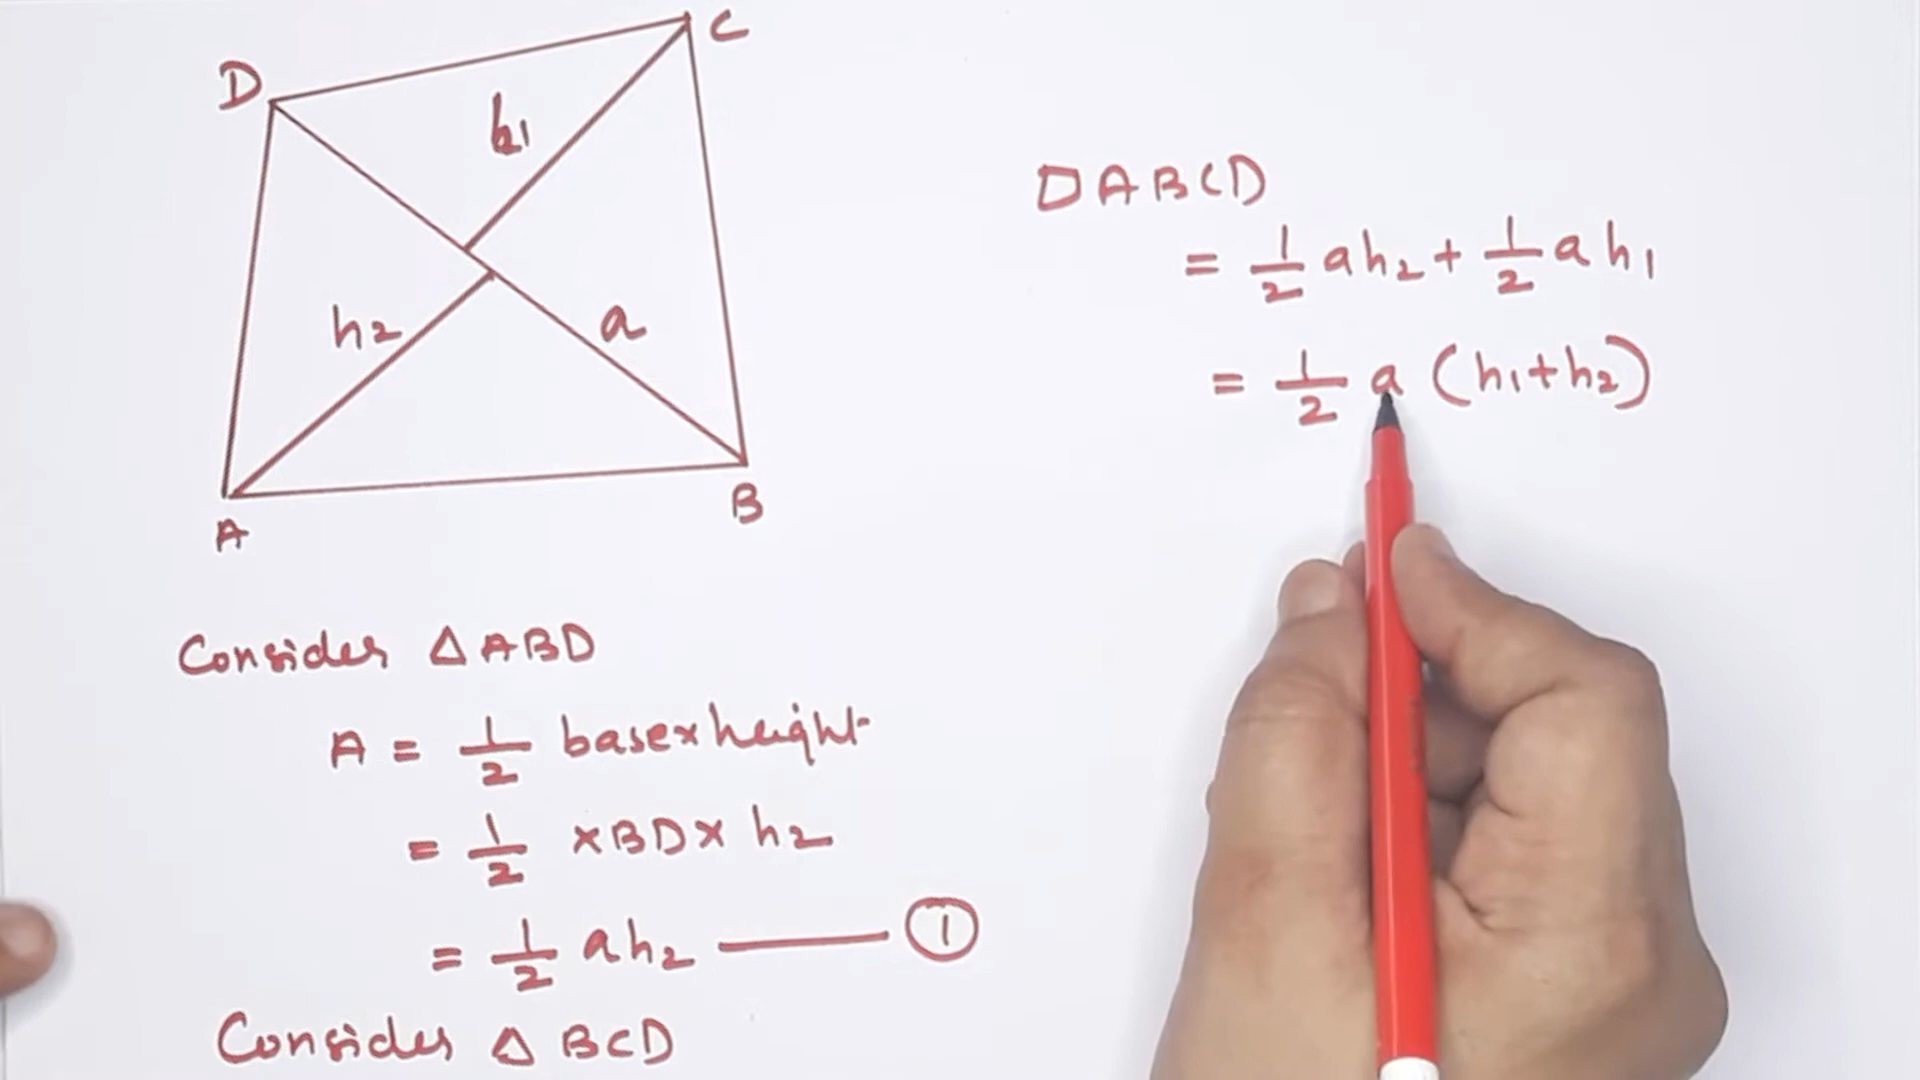 D
C
h1
h2
a
A
B
Consider △ABD
A = 1/2 base×height
= 1/2 ×BD× h2
= 1/2 ah2 —— ①
Consider △ BCD
□ABCD
= 1/2 ah2 + 1/2 ah1
= 1/2 a (h1+h2)